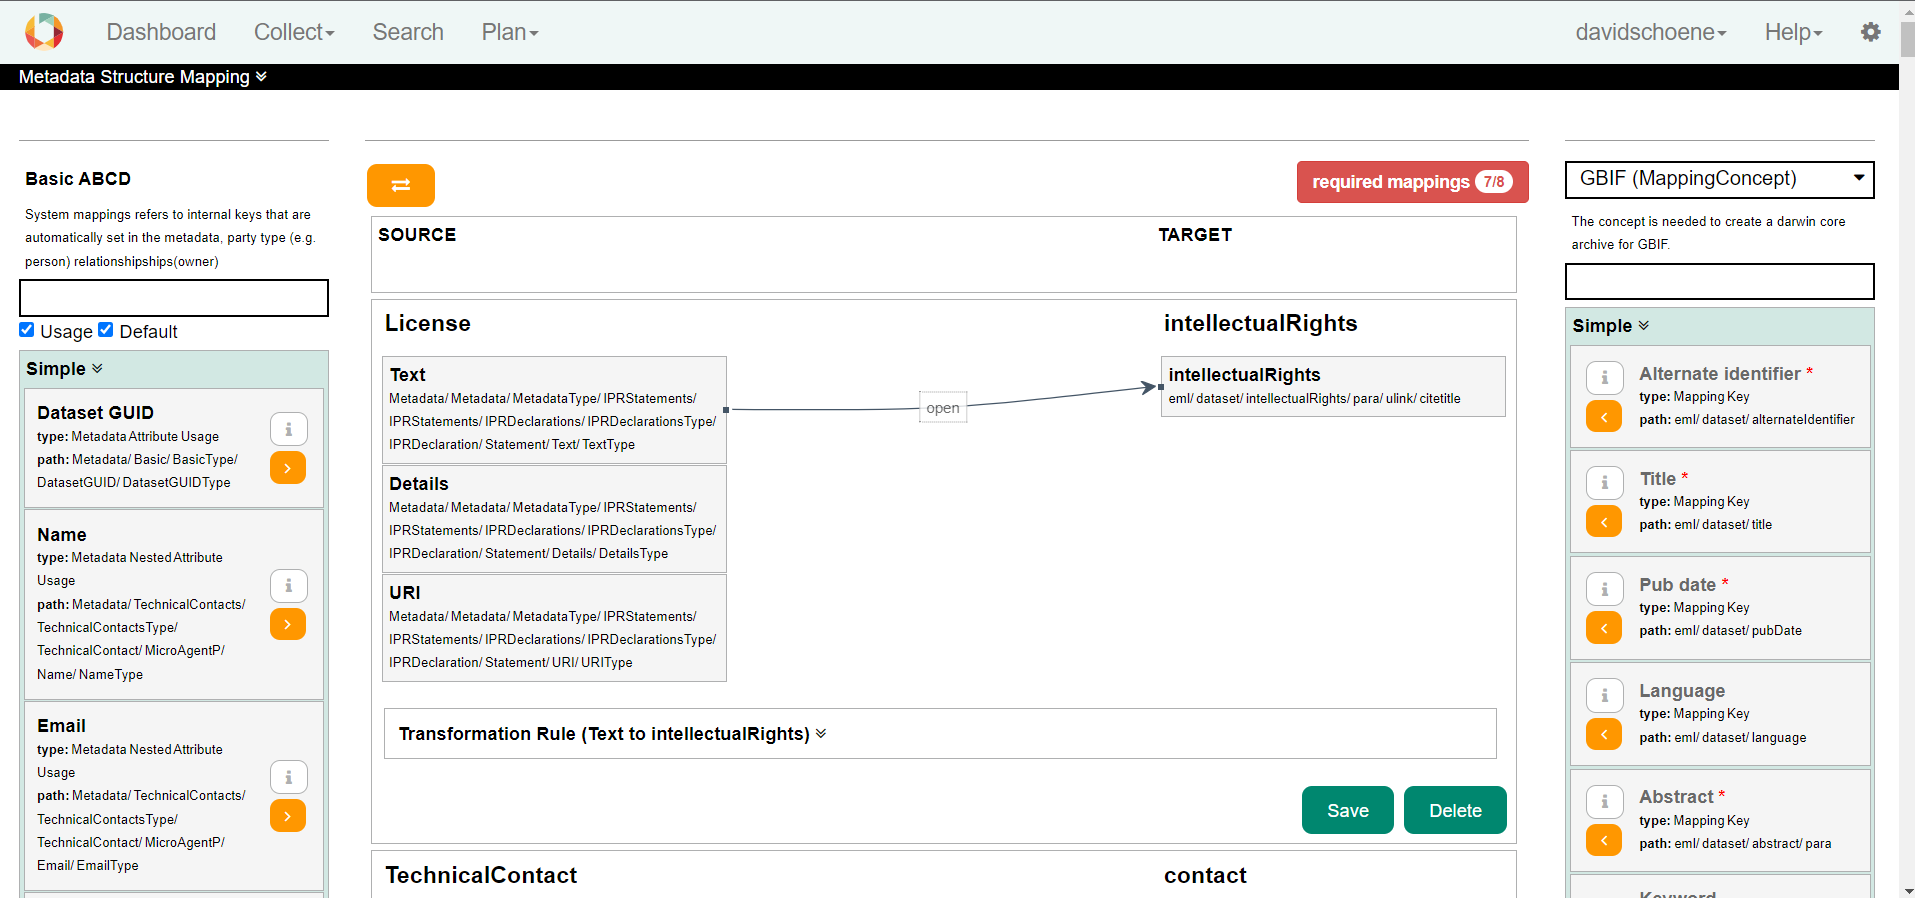 Dashboard Collect Search Plan davidschoene Help
Metadata Structure Mapping
Basic ABCD
System mappings refers to internal keys that are
automatically set in the metadata, party type (e.g.
person) relationshipships(owner)
Usage Default
Simple
Dataset GUID
type: Metadata Attribute Usage
path: Metadata/ Basic/ BasicType/
DatasetGUID/ DatasetGUIDType
Name
type: Metadata Nested Attribute
Usage
path: Metadata/ TechnicalContacts/
TechnicalContactsType/
TechnicalContact/ MicroAgentP/
Name/ NameType
Email
type: Metadata Nested Attribute
Usage
path: Metadata/ TechnicalContacts/
TechnicalContactsType/
TechnicalContact/ MicroAgentP/
Email/ EmailType
required mappings 7/8
SOURCE TARGET
License intellectualRights
Text
Metadata/ Metadata/ MetadataType/ IPRStatements/
IPRStatements/ IPRDeclarations/ IPRDeclarationsType/
IPRDeclaration/ Statement/ Text/ TextType
open
intellectualRights
eml/ dataset/ intellectualRights/ para/ ulink/ citetitle
Details
Metadata/ Metadata/ MetadataType/ IPRStatements/
IPRStatements/ IPRDeclarations/ IPRDeclarationsType/
IPRDeclaration/ Statement/ Details/ DetailsType
URI
Metadata/ Metadata/ MetadataType/ IPRStatements/
IPRStatements/ IPRDeclarations/ IPRDeclarationsType/
IPRDeclaration/ Statement/ URI/ URIType
Transformation Rule (Text to intellectualRights)
Save Delete
TechnicalContact contact
GBIF (MappingConcept)
The concept is needed to create a darwin core
archive for GBIF.
Simple
Alternate identifier *
type: Mapping Key
path: eml/ dataset/ alternateIdentifier
Title *
type: Mapping Key
path: eml/ dataset/ title
Pub date *
type: Mapping Key
path: eml/ dataset/ pubDate
Language
type: Mapping Key
path: eml/ dataset/ language
Abstract *
type: Mapping Key
path: eml/ dataset/ abstract/ para
Keyword